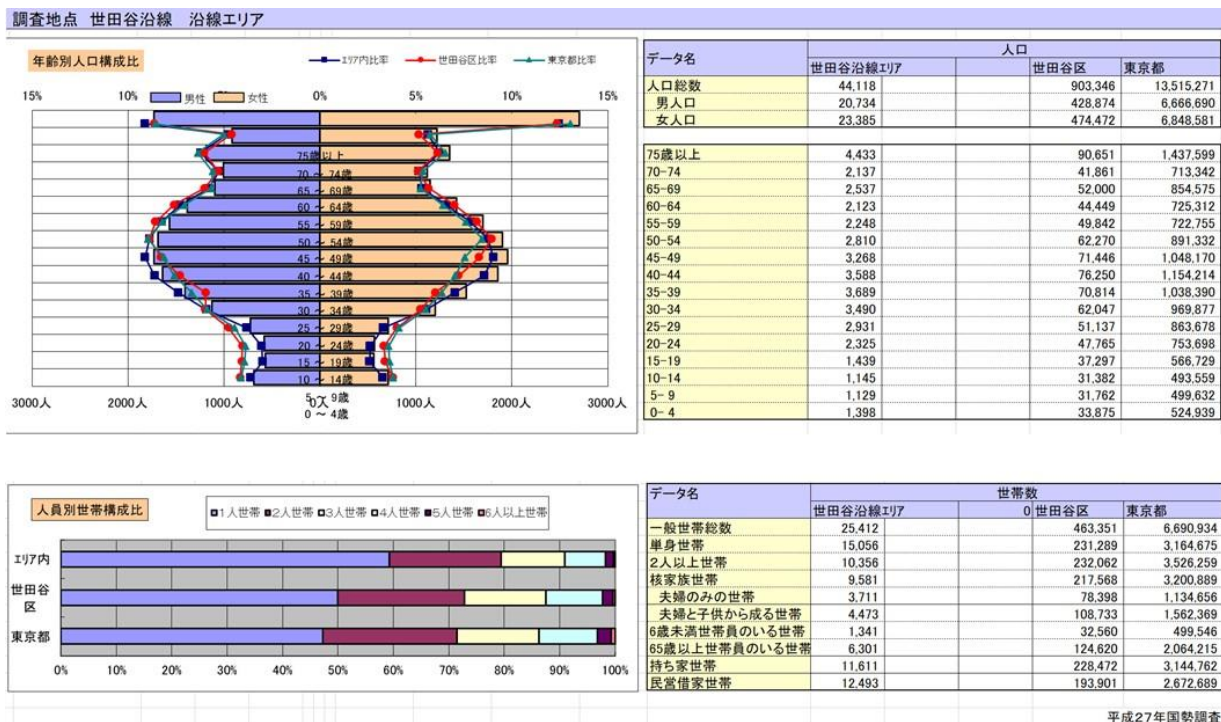 調査地点 世田谷沿線 沿線エリア
年齢別人口構成比
エリア内比率 世田谷区比率 東京都比率
15% 10% 0% 5% 10% 15%
男性 女性
75歳以上
70 ~ 74歳
65 ~ 69歳
60 ~ 64歳
55 ~ 59歳
50 ~ 54歳
45 ~ 49歳
40 ~ 44歳
35 ~ 39歳
30 ~ 34歳
25 ~ 29歳
20 ~ 24歳
15 ~ 19歳
10 ~ 14歳
5 ~ 9歳
0 ~ 4歳
3000人 2000人 1000人 0人 1000人 2000人 3000人
データ名 人口
世田谷沿線エリア 世田谷区 東京都
人口総数 44,118 903,346 13,515,271
男人口 20,734 428,874 6,666,690
女人口 23,385 474,472 6,848,581
75歳以上 4,433 90,651 1,437,599
70-74 2,137 41,861 713,342
65-69 2,537 52,000 854,575
60-64 2,123 44,449 725,312
55-59 2,248 49,842 722,755
50-54 2,810 62,270 891,332
45-49 3,268 71,446 1,048,170
40-44 3,588 76,250 1,154,214
35-39 3,689 70,814 1,038,390
30-34 3,490 62,047 969,877
25-29 2,931 51,137 863,678
20-24 2,325 47,765 753,698
15-19 1,439 37,297 566,729
10-14 1,145 31,382 493,559
5- 9 1,129 31,762 499,632
0- 4 1,398 33,875 524,939
人員別世帯構成比
1人世帯 2人世帯 3人世帯 4人世帯 5人世帯 6人以上世帯
エリア内
世田谷区
東京都
0% 10% 20% 30% 40% 50% 60% 70% 80% 90% 100%
データ名 世帯数
世田谷沿線エリア 0 世田谷区 東京都
一般世帯総数 25,412 463,351 6,690,934
単身世帯 15,056 231,289 3,164,675
2人以上世帯 10,356 232,062 3,526,259
核家族世帯 9,581 217,568 3,200,889
夫婦のみの世帯 3,711 78,398 1,134,656
夫婦と子供から成る世帯 4,473 108,733 1,562,369
6歳未満世帯員のいる世帯 1,341 32,560 499,546
65歳以上世帯員のいる世帯 6,301 124,620 2,064,215
持ち家世帯 11,611 228,472 3,144,762
民営借家世帯 12,493 193,901 2,672,689
平成27年国勢調査